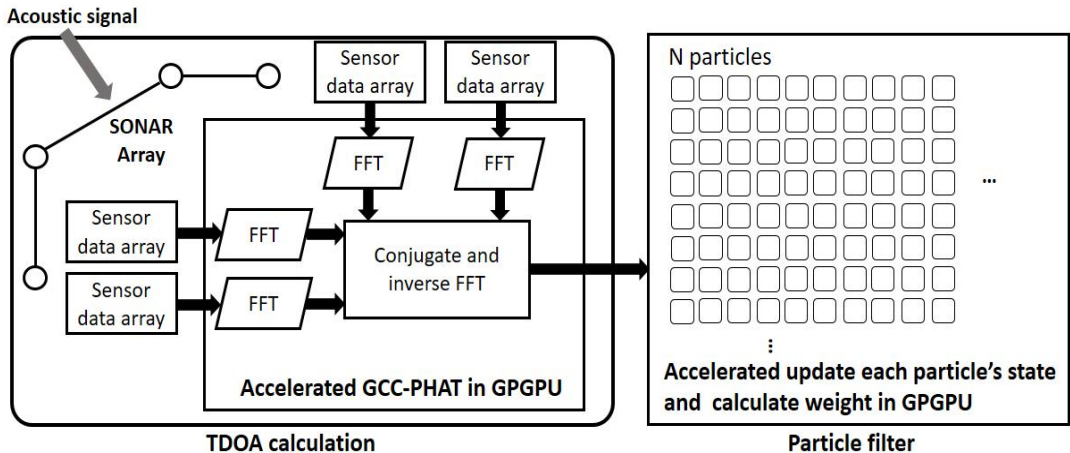 Acoustic signal
SONAR
Array
Sensor
data array
Sensor
data array
FFT
FFT
Sensor
data array
FFT
Sensor
data array
FFT
Conjugate and
inverse FFT
Accelerated GCC-PHAT in GPGPU
TDOA calculation
N particles
...
...
Accelerated update each particle's state
and calculate weight in GPGPU
Particle filter